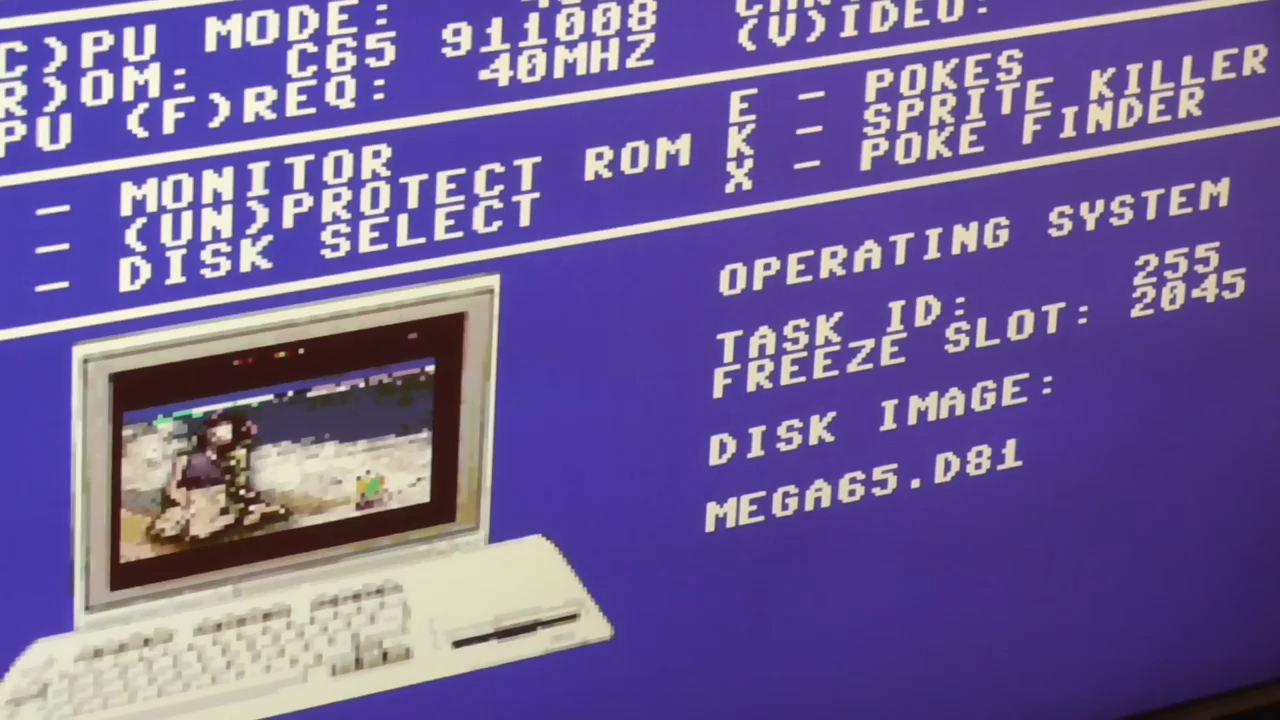 C)PU MODE:
R)OM: C65 911008 (V)IDEO:
PU (F)REQ: 40MHZ
– MONITOR E – POKES
– (UN)PROTECT ROM K – SPRITE KILLER
– DISK SELECT X – POKE FINDER
OPERATING SYSTEM
TASK ID: 255
FREEZE SLOT: 2045
DISK IMAGE:
MEGA65.D81